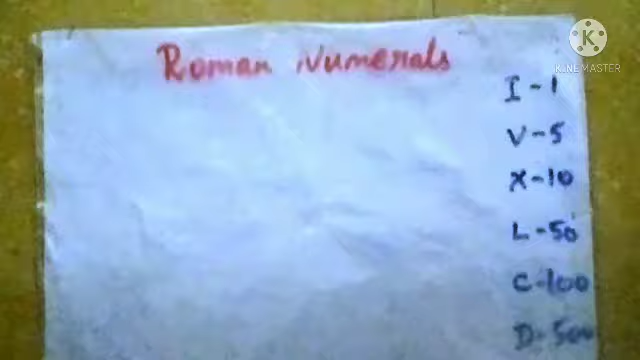 Roman Numerals
KINEMASTER
I - 1
V - 5
X - 10
L - 50
C - 100
D - 500